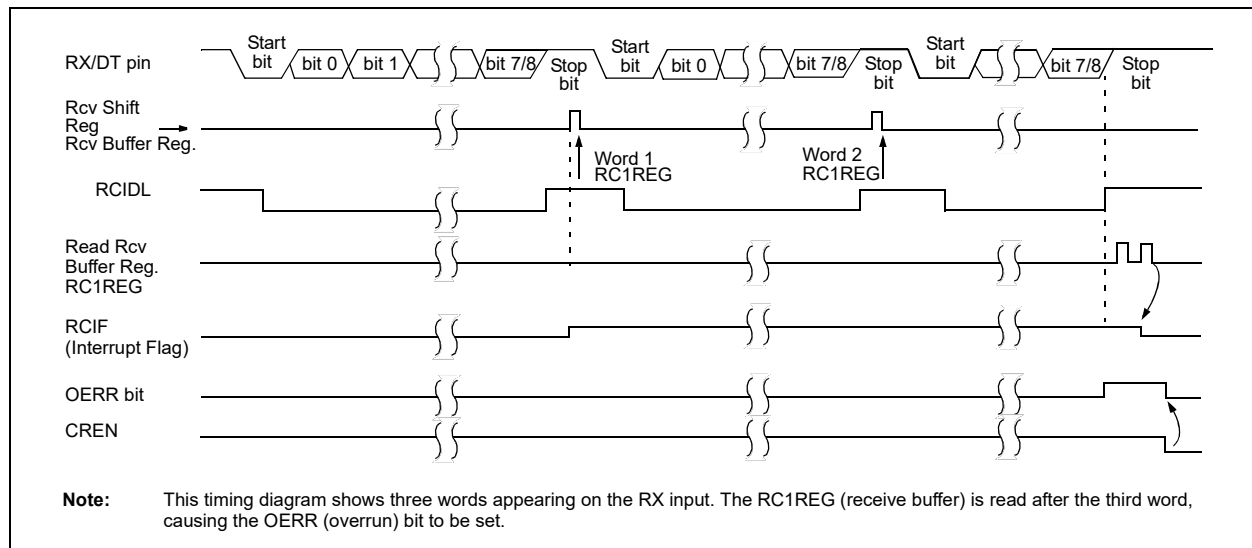 RX/DT pin
Start
bit
bit 0
bit 1
bit 7/8
Stop
bit
Start
bit
bit 0
bit 7/8
Stop
bit
Start
bit
bit 7/8
Stop
bit
Rcv Shift
Reg
Rcv Buffer Reg.
Word 1
RC1REG
Word 2
RC1REG
RCIDL
Read Rcv
Buffer Reg.
RC1REG
RCIF
(Interrupt Flag)
OERR bit
CREN
Note: This timing diagram shows three words appearing on the RX input. The RC1REG (receive buffer) is read after the third word,
causing the OERR (overrun) bit to be set.